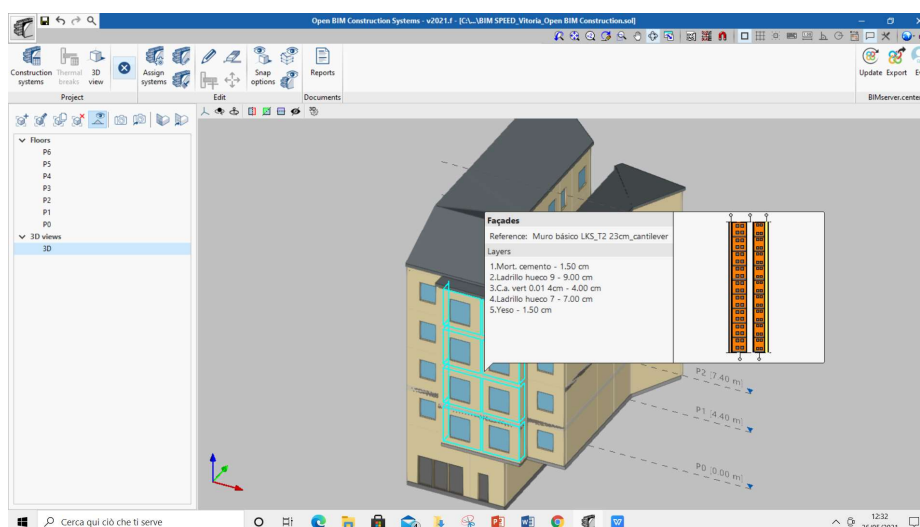 Open BIM Construction Systems - v2021.f - [C:\...\BIM SPEED_Vitoria_Open BIM Construction.sol]
Construction systems
Thermal breaks
3D view
Assign systems
Snap options
Reports
Update
Export
Project
Edit
Documents
BIMserver.center
Floors
P6
P5
P4
P3
P2
P1
P0
3D views
3D
Façades
Reference: Muro básico LKS_T2 23cm_cantilever
Layers
1.Mort. cemento - 1.50 cm
2.Ladrillo hueco 9 - 9.00 cm
3.C.a. vert 0.01 4cm - 4.00 cm
4.Ladrillo hueco 7 - 7.00 cm
5.Yeso - 1.50 cm
P2 [7.40 m]
P1 [4.40 m]
P0 [0.00 m]
Cerca qui ciò che ti serve
12:32
26/05/2021